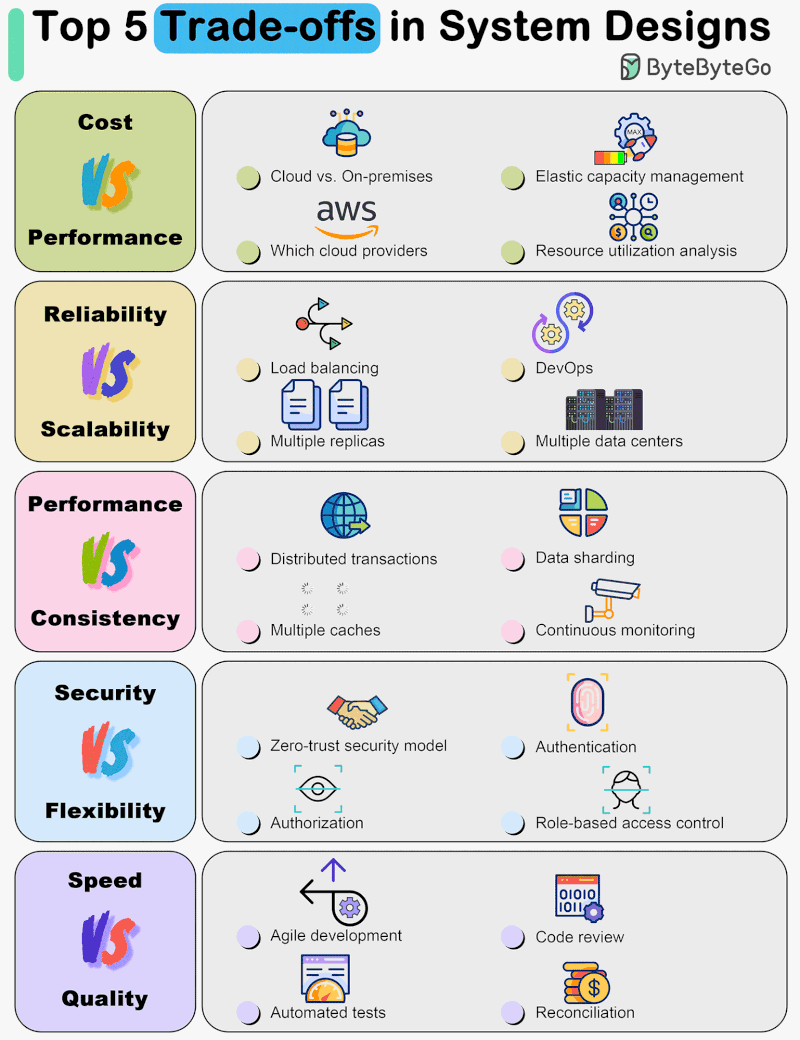 Top 5 Trade-offs in System Designs
ByteByteGo
Cost
VS
Performance
Cloud vs. On-premises
MAX
Elastic capacity management
aws
Which cloud providers
Resource utilization analysis
Reliability
VS
Scalability
Load balancing
DevOps
Multiple replicas
Multiple data centers
Performance
VS
Consistency
Distributed transactions
Data sharding
Multiple caches
Continuous monitoring
Security
VS
Flexibility
Zero-trust security model
Authentication
Authorization
Role-based access control
Speed
VS
Quality
Agile development
01010
1011
Code review
Automated tests
$
Reconciliation